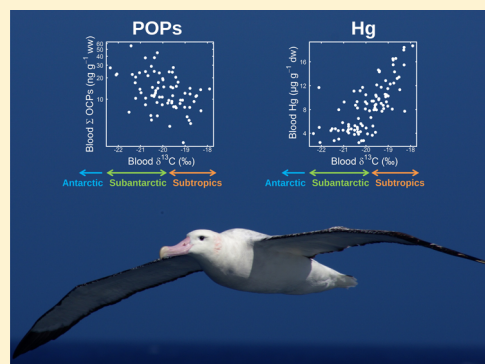 POPs
Hg
Blood Σ OCPs (ng g⁻¹ ww)
60
50
40
30
20
10
-22 -21 -20 -19 -18
Blood δ¹³C (‰)
Antarctic Subantarctic Subtropics
Blood Hg (µg g⁻¹ dw)
16
12
8
4
-22 -21 -20 -19 -18
Blood δ¹³C (‰)
Antarctic Subantarctic Subtropics